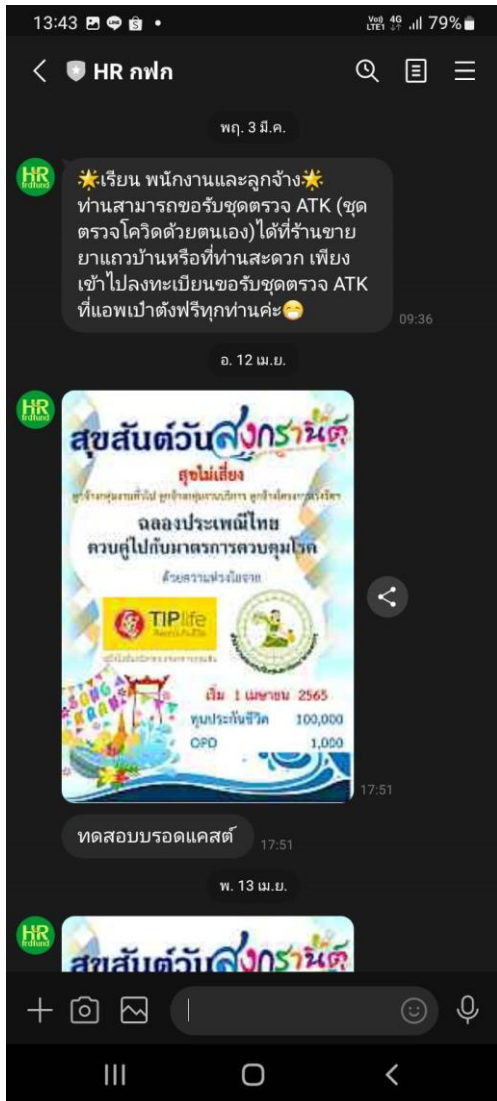 13:43
Vo)) LTE1 4G 79%
HR กฟก
พฤ. 3 มี.ค.
HR
frdfund
🌟เรียน พนักงานและลูกจ้าง🌟
ท่านสามารถขอรับชุดตรวจ ATK (ชุด
ตรวจโควิดด้วยตนเอง)ได้ที่ร้านขาย
ยาแถวบ้านหรือที่ท่านสะดวก เพียง
เข้าไปลงทะเบียนขอรับชุดตรวจ ATK
ที่แอพเป๋าตังฟรีทุกท่านค่ะ😷
09:36
อ. 12 เม.ย.
HR
frdfund
สุขสันต์วันสงกรานต์
สุขไม่เสี่ยง
ฉลองประเพณีไทย
ควบคู่ไปกับมาตรการควบคุมโรค
ด้วยความห่วงใยจาก
TIPlife
SONGKRAN
เริ่ม 1 เมษายน 2565
ทุนประกันชีวิต 100,000
OPD 1,000
17:51
ทดสอบบรอดแคสต์
17:51
พ. 13 เม.ย.
HR
frdfund
สุขสันต์วันสงกรานต์